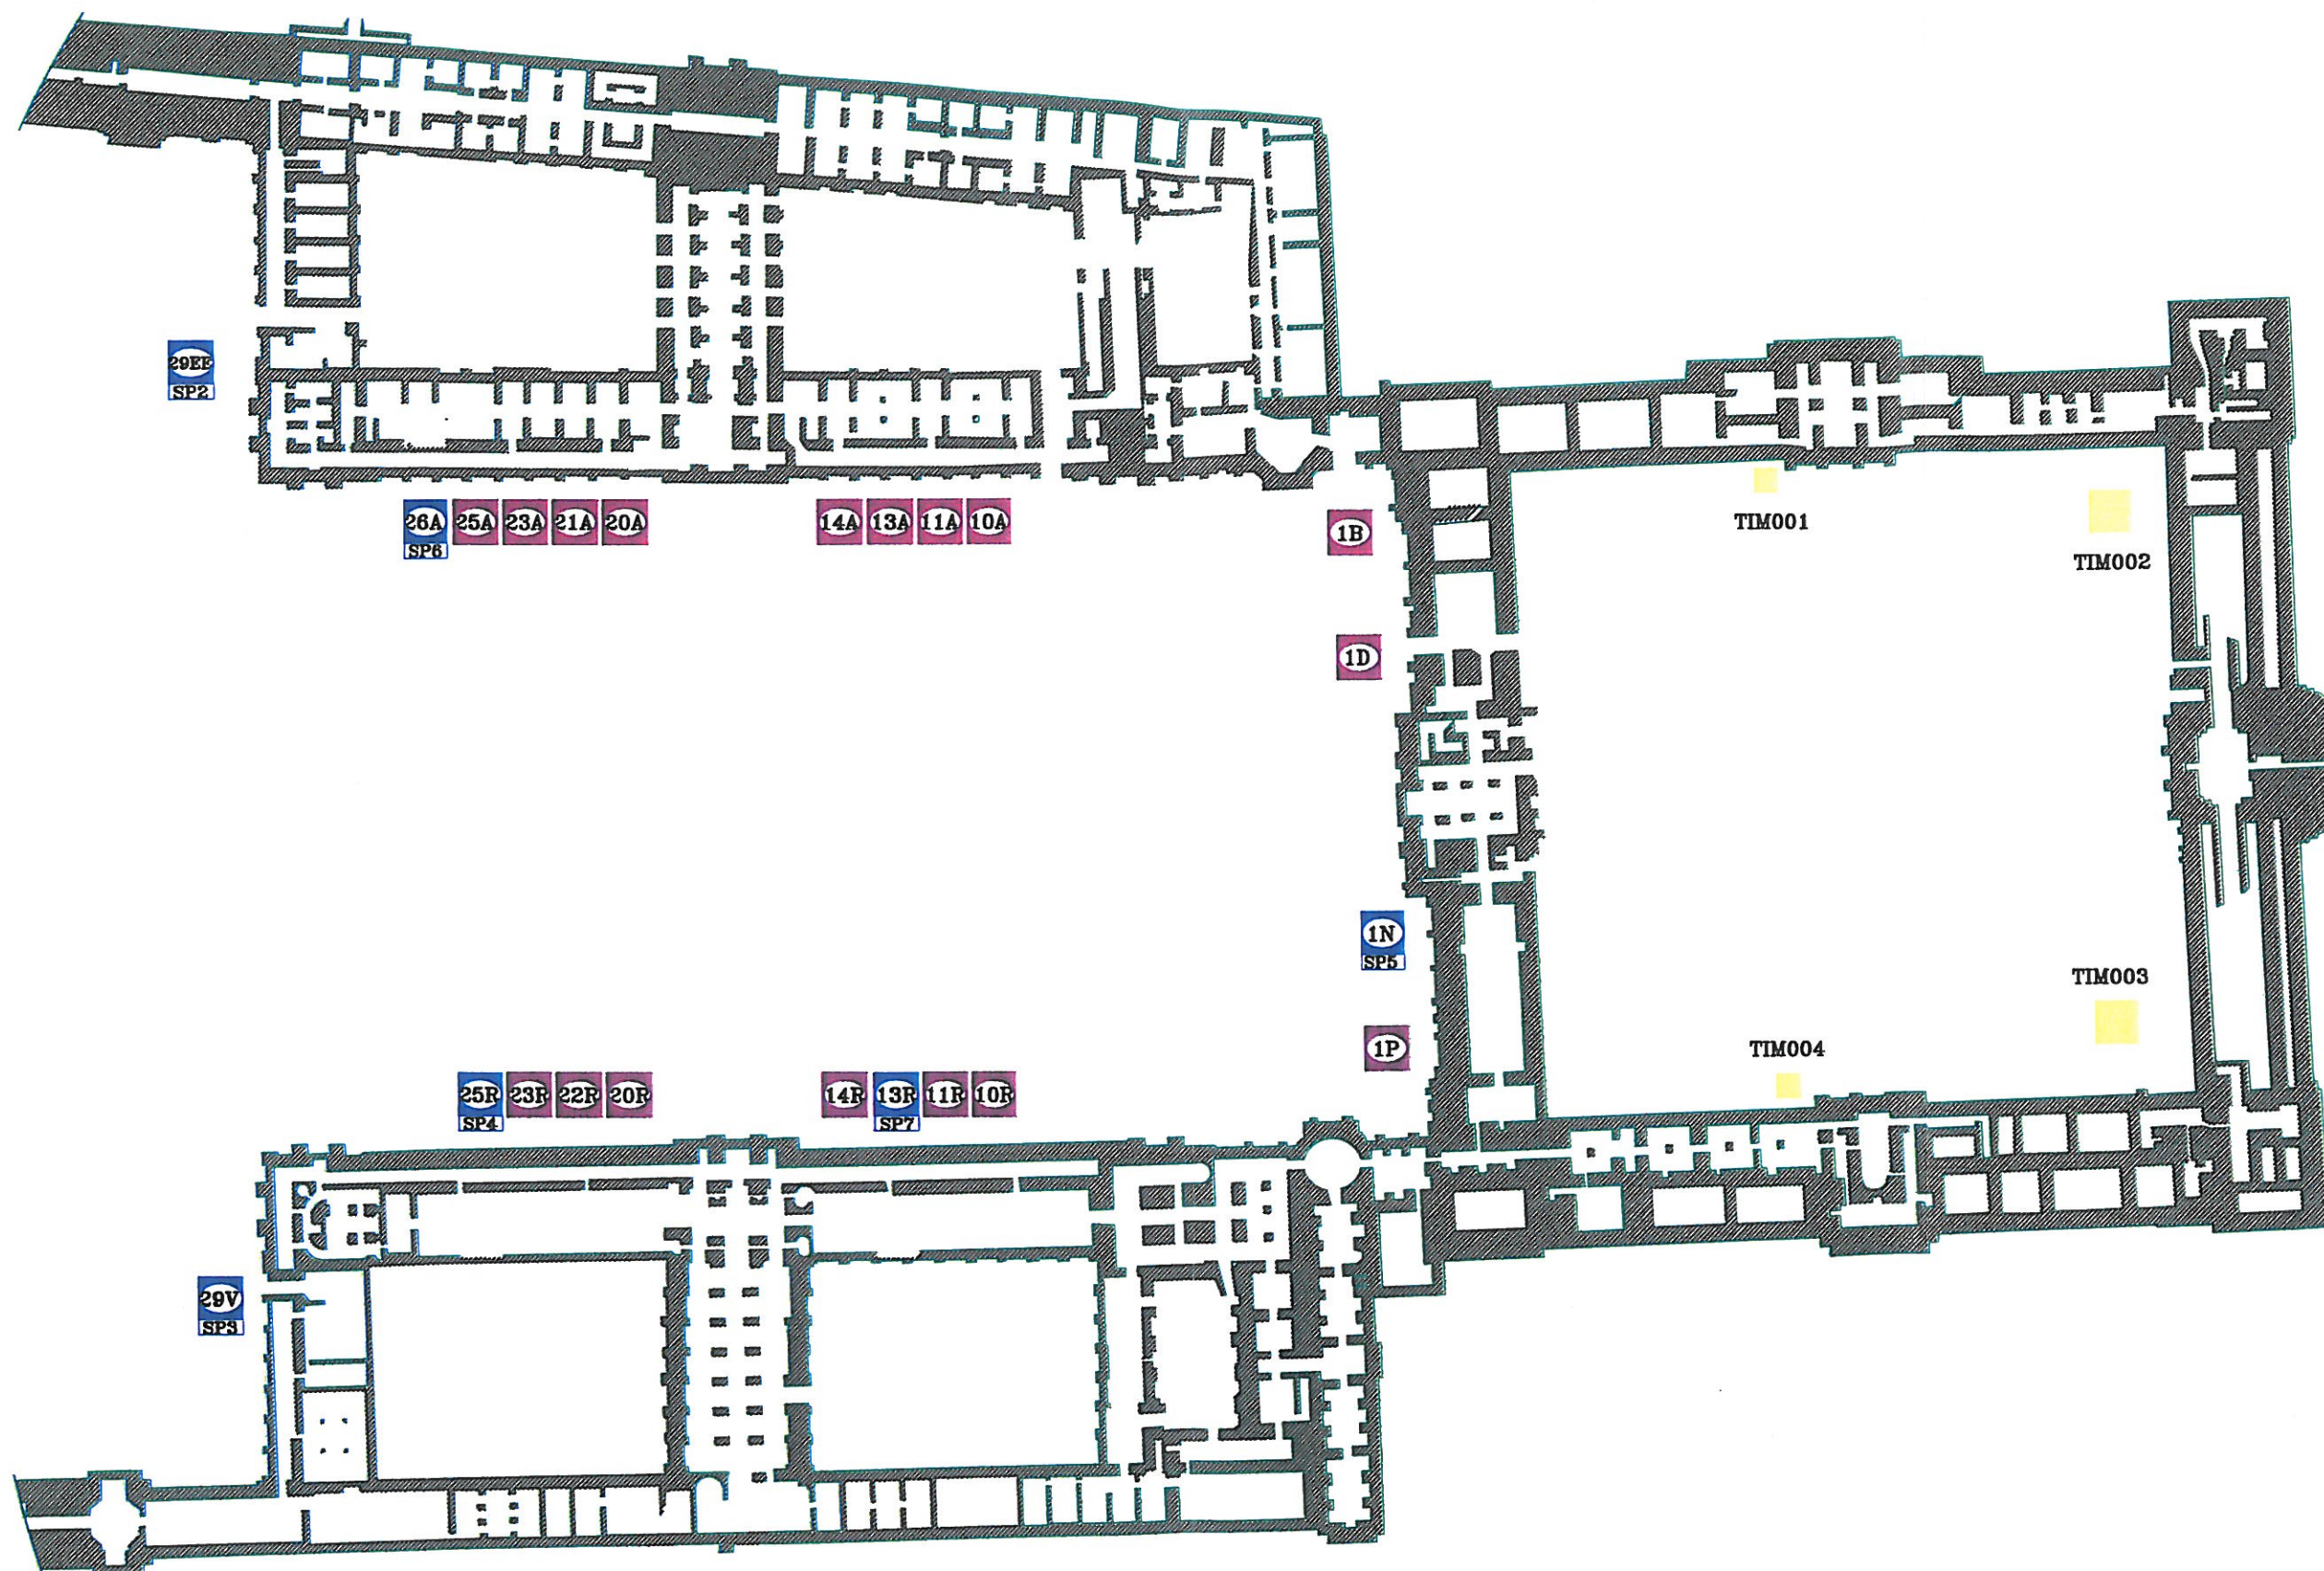 29EE
SP2
26A 25A 23A 21A 20A
SP6
14A 13A 11A 10A
1B
TIM001
TIM002
1D
1N
SP5
TIM003
1P
TIM004
25R 23R 22R 20R
SP4
14R 13R 11R 10R
SP7
29V
SP3